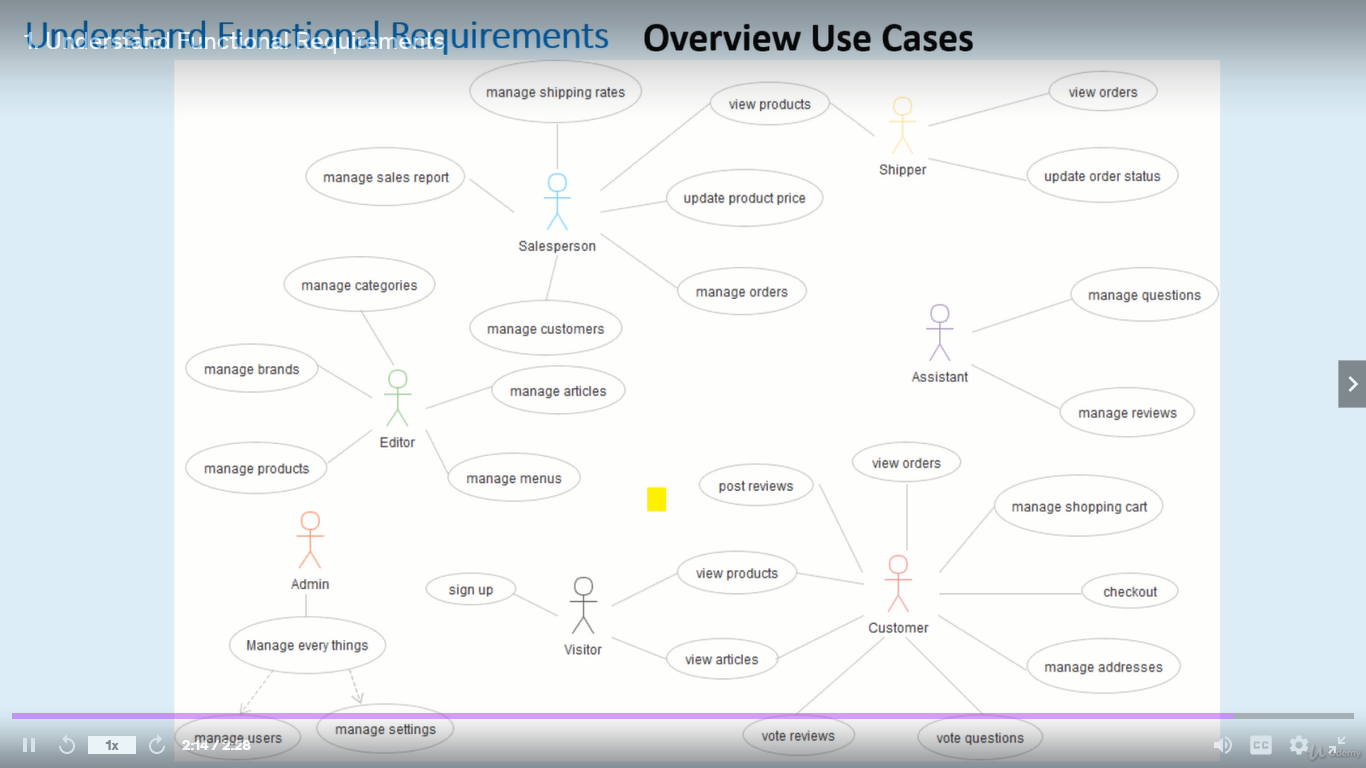 Understand Functional Requirements
Overview Use Cases
1. Understand Functional Requirements
manage shipping rates
view products
view orders
manage sales report
Shipper
update order status
update product price
Salesperson
manage categories
manage orders
manage questions
manage customers
manage brands
manage articles
Assistant
manage reviews
Editor
manage products
manage menus
post reviews
view orders
manage shopping cart
Admin
sign up
view products
checkout
Customer
Manage every things
Visitor
view articles
manage addresses
manage users
manage settings
vote reviews
vote questions
1x
2:14 / 2:28
CC
Udemy